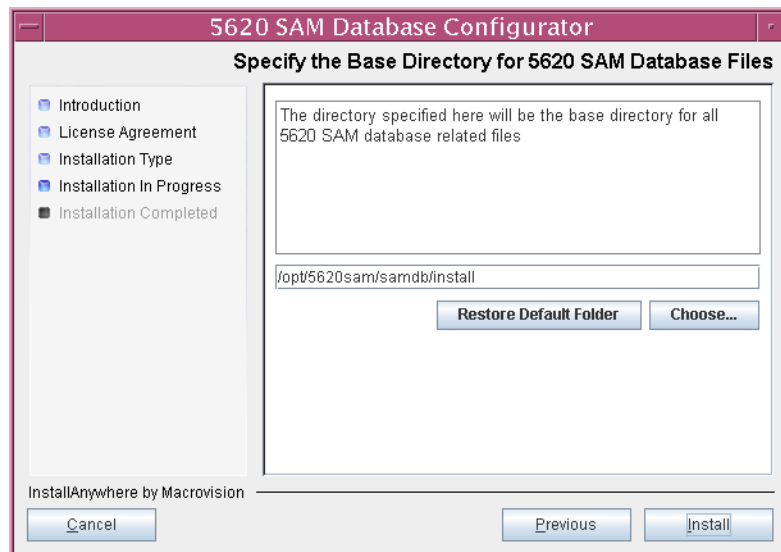 5620 SAM Database Configurator
Specify the Base Directory for 5620 SAM Database Files
Introduction
License Agreement
Installation Type
Installation In Progress
Installation Completed
The directory specified here will be the base directory for all
5620 SAM database related files
/opt/5620sam/samdb/install
Restore Default Folder
Choose...
InstallAnywhere by Macrovision
Cancel
Previous
Install